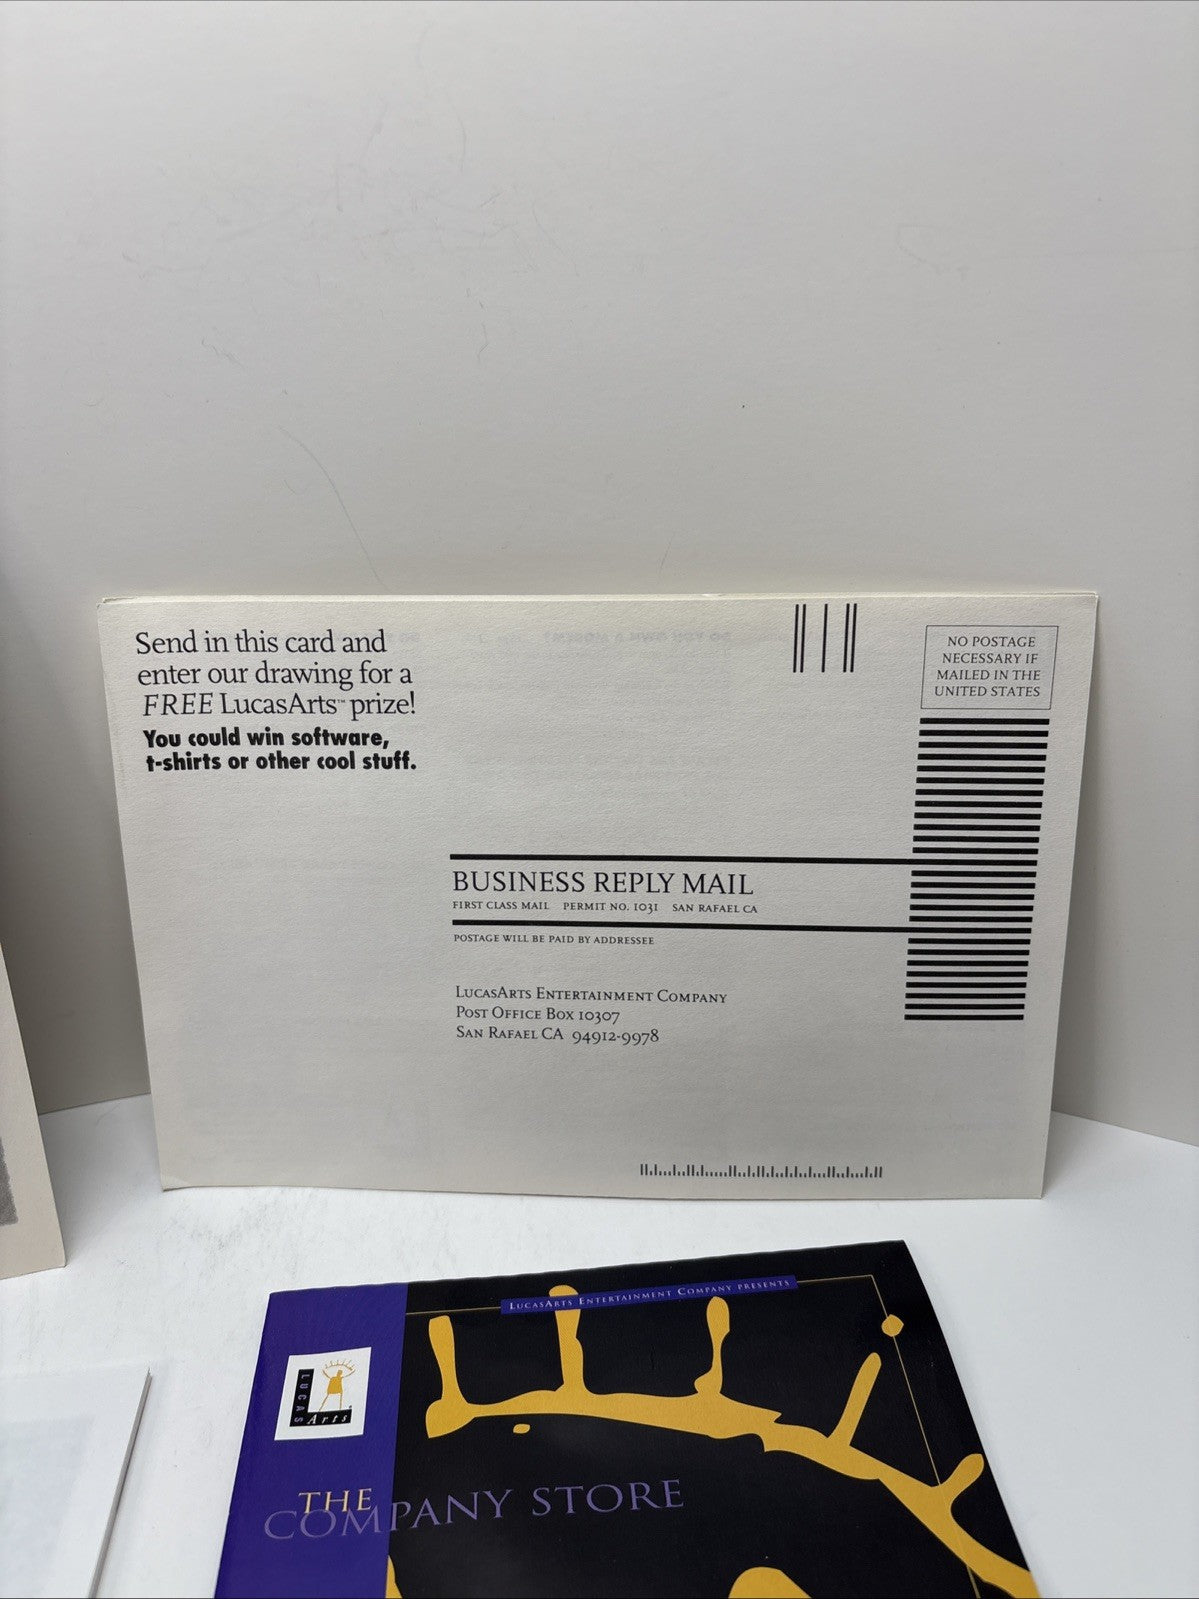 Send in this card and
enter our drawing for a
FREE LucasArts™ prize!
You could win software,
t-shirts or other cool stuff.
NO POSTAGE
NECESSARY IF
MAILED IN THE
UNITED STATES
BUSINESS REPLY MAIL
FIRST CLASS MAIL PERMIT NO. 1031 SAN RAFAEL CA
POSTAGE WILL BE PAID BY ADDRESSEE
LucasArts Entertainment Company
Post Office Box 10307
San Rafael CA 94912-9978
LucasArts Entertainment Company presents
LUCAS
Arts
THE
COMPANY STORE